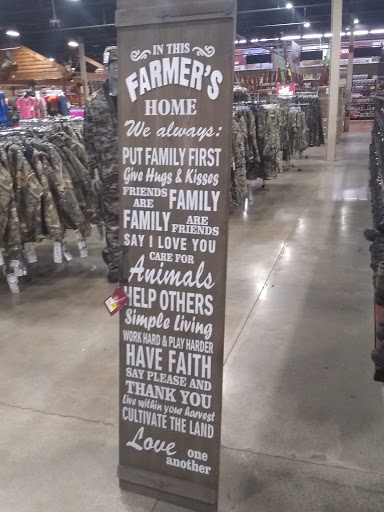 IN THIS
FARMER'S
HOME
We always:
PUT FAMILY FIRST
Give Hugs & Kisses
FRIENDS ARE FAMILY
FAMILY ARE FRIENDS
SAY I LOVE YOU
CARE FOR
Animals
HELP OTHERS
Simple Living
WORK HARD & PLAY HARDER
HAVE FAITH
SAY PLEASE AND
THANK YOU
live within your harvest
CULTIVATE THE LAND
Love one another